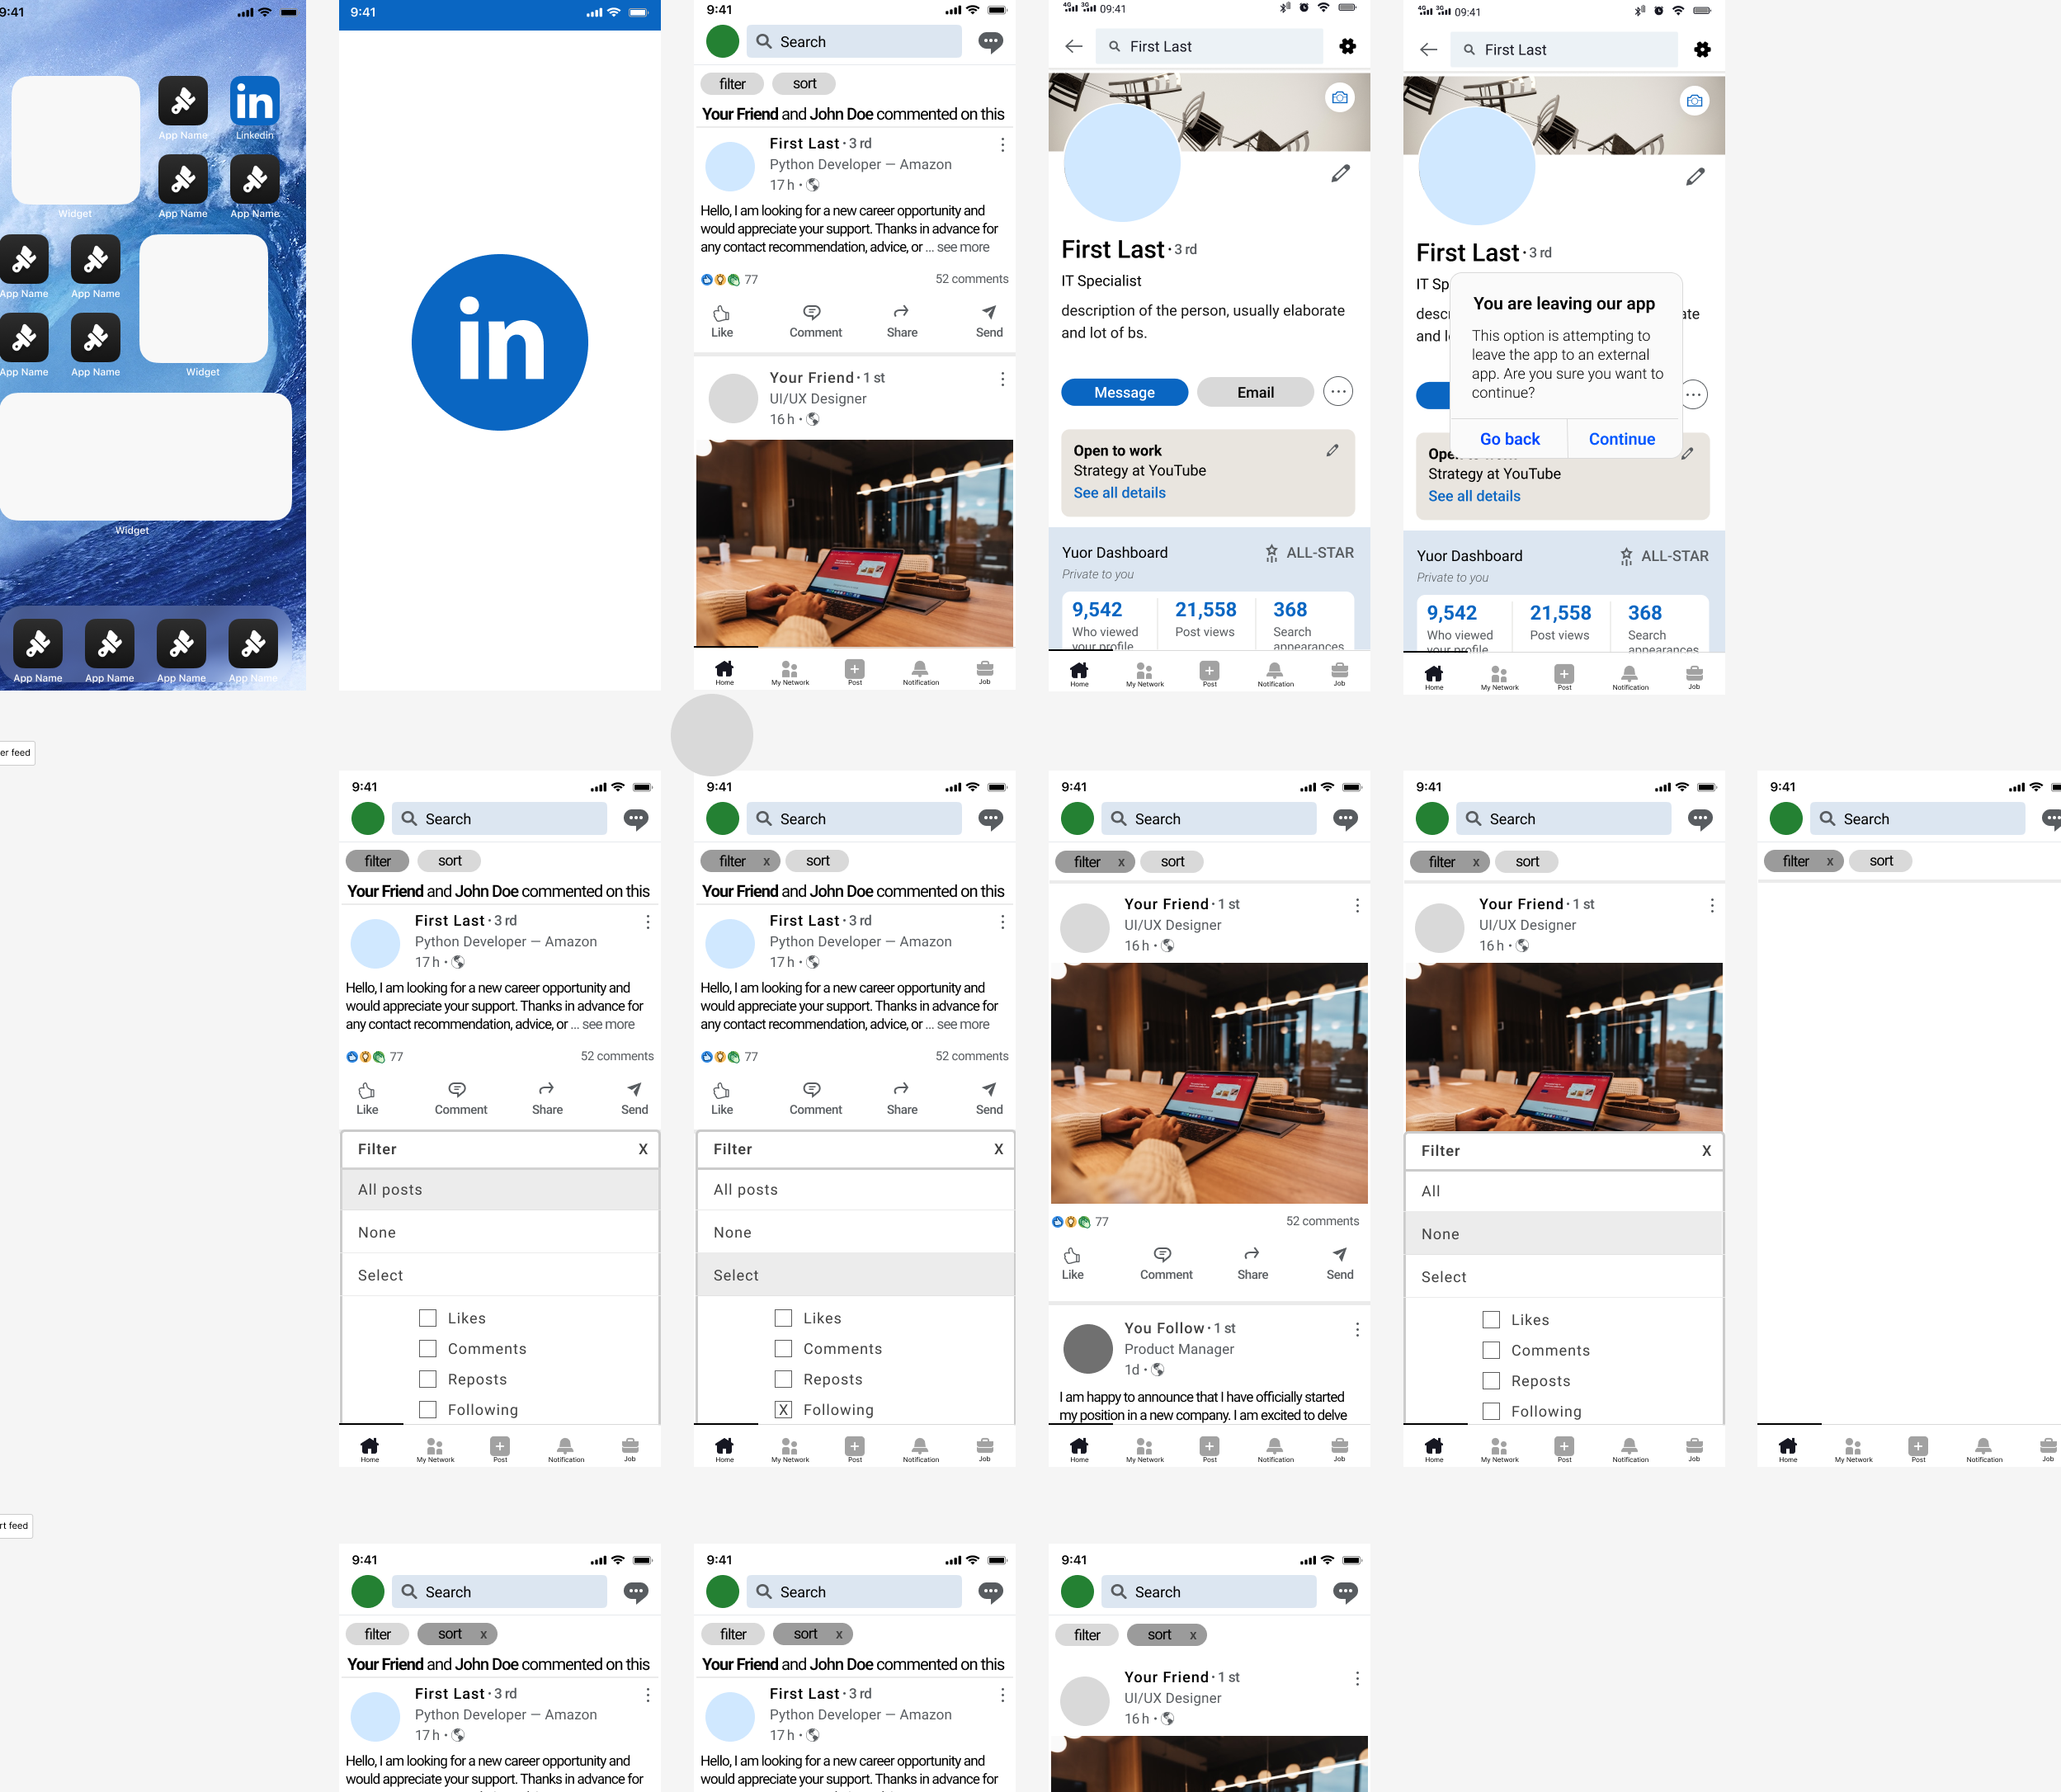 9:41
App Name
Linkedin
Widget
App Name
App Name
App Name
App Name
App Name
App Name
Widget
Widget
App Name
App Name
App Name
App Name
9:41
in
9:41
Search
filter
sort
Your Friend and John Doe commented on this
First Last · 3 rd
Python Developer — Amazon
17 h •
Hello, I am looking for a new career opportunity and
would appreciate your support. Thanks in advance for
any contact recommendation, advice, or ... see more
77
52 comments
Like
Comment
Share
Send
Your Friend · 1 st
UI/UX Designer
16 h •
Home
My Network
Post
Notification
Job
4G 3G 09:41
First Last
First Last · 3 rd
IT Specialist
description of the person, usually elaborate
and lot of bs.
Message
Email
Open to work
Strategy at YouTube
See all details
Yuor Dashboard
ALL-STAR
Private to you
9,542
21,558
368
Who viewed
your profile
Post views
Search
appearances
Home
My Network
Post
Notification
Job
4G 3G 09:41
First Last
First Last · 3 rd
IT Sp
descr
ate
and l
You are leaving our app
This option is attempting to
leave the app to an external
app. Are you sure you want to
continue?
Go back
Continue
Strategy at YouTube
See all details
Yuor Dashboard
ALL-STAR
Private to you
9,542
21,558
368
Who viewed
your profile
Post views
Search
appearances
Home
My Network
Post
Notification
Job
er feed
9:41
Search
filter
sort
Your Friend and John Doe commented on this
First Last · 3 rd
Python Developer — Amazon
17 h •
Hello, I am looking for a new career opportunity and
would appreciate your support. Thanks in advance for
any contact recommendation, advice, or ... see more
77
52 comments
Like
Comment
Share
Send
Filter
X
All posts
None
Select
Likes
Comments
Reposts
Following
Home
My Network
Post
Notification
Job
9:41
Search
filter x
sort
Your Friend and John Doe commented on this
First Last · 3 rd
Python Developer — Amazon
17 h •
Hello, I am looking for a new career opportunity and
would appreciate your support. Thanks in advance for
any contact recommendation, advice, or ... see more
77
52 comments
Like
Comment
Share
Send
Filter
X
All posts
None
Select
Likes
Comments
Reposts
X Following
Home
My Network
Post
Notification
Job
9:41
Search
filter x
sort
Your Friend · 1 st
UI/UX Designer
16 h •
77
52 comments
Like
Comment
Share
Send
You Follow · 1 st
Product Manager
1d •
I am happy to announce that I have officially started
my position in a new company. I am excited to delve
Home
My Network
Post
Notification
Job
9:41
Search
filter x
sort
Your Friend · 1 st
UI/UX Designer
16 h •
Filter
X
All
None
Select
Likes
Comments
Reposts
Following
Home
My Network
Post
Notification
Job
9:41
Search
filter x
sort
Home
My Network
Post
Notification
Job
rt feed
9:41
Search
filter
sort x
Your Friend and John Doe commented on this
First Last · 3 rd
Python Developer — Amazon
17 h •
Hello, I am looking for a new career opportunity and
would appreciate your support. Thanks in advance for
9:41
Search
filter
sort x
Your Friend and John Doe commented on this
First Last · 3 rd
Python Developer — Amazon
17 h •
Hello, I am looking for a new career opportunity and
would appreciate your support. Thanks in advance for
9:41
Search
filter
sort x
Your Friend · 1 st
UI/UX Designer
16 h •